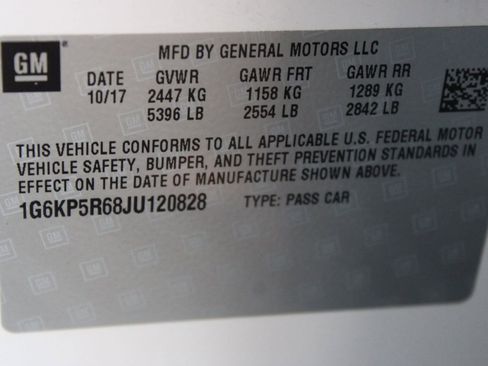 GM
MFD BY GENERAL MOTORS LLC
DATE GVWR GAWR FRT GAWR RR
10/17 2447 KG 1158 KG 1289 KG
5396 LB 2554 LB 2842 LB
THIS VEHICLE CONFORMS TO ALL APPLICABLE U.S. FEDERAL MOTOR
VEHICLE SAFETY, BUMPER, AND THEFT PREVENTION STANDARDS IN
EFFECT ON THE DATE OF MANUFACTURE SHOWN ABOVE.
1G6KP5R68JU120828 TYPE: PASS CAR